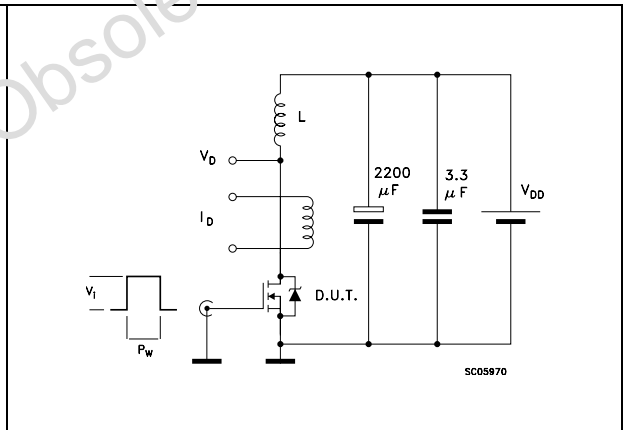 Obsole
L
V_D
2200
μF
3.3
μF
V_DD
I_D
V_i
D.U.T.
P_W
SC05970